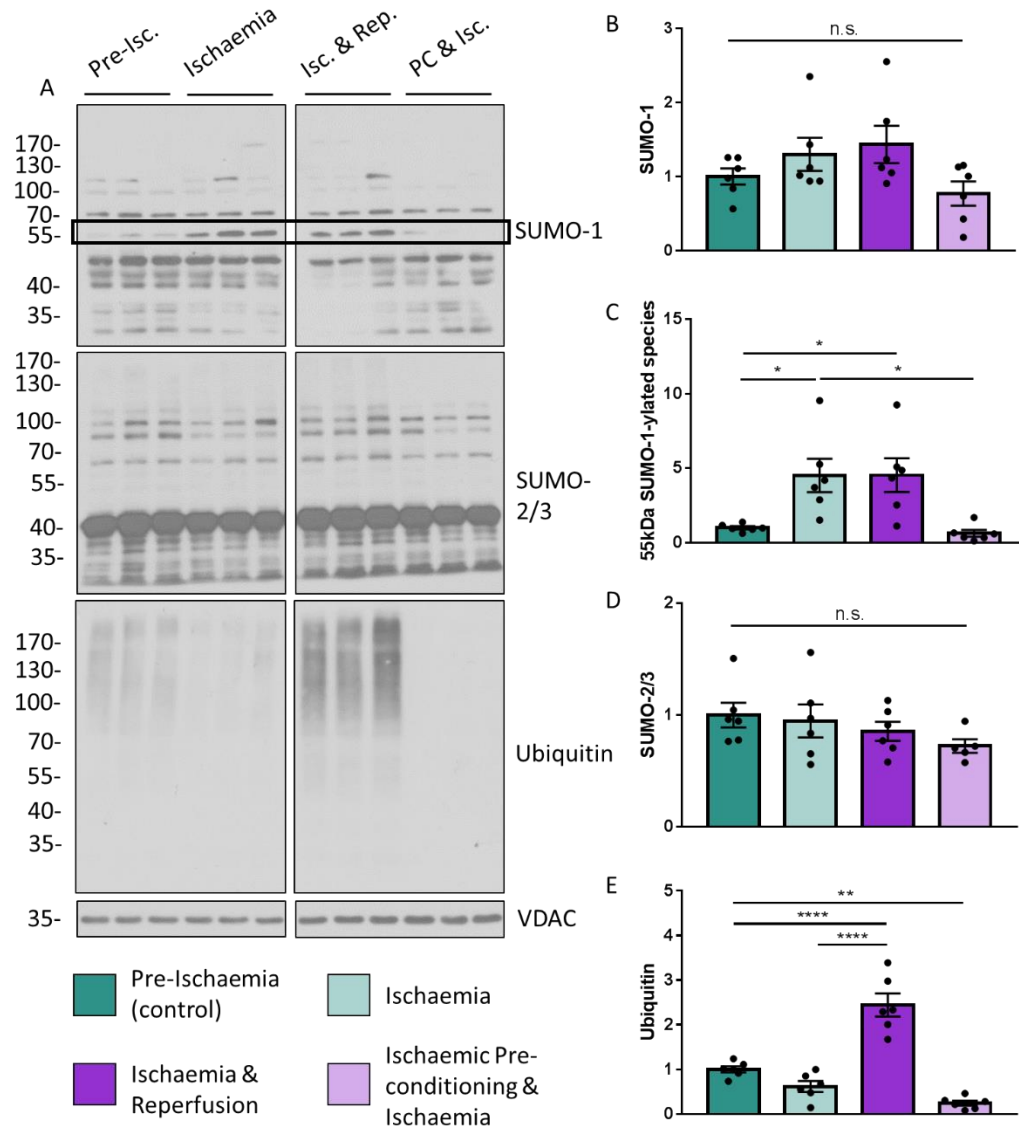 A
Pre-Isc.
Ischaemia
Isc. & Rep.
PC & Isc.
170-
130-
100-
70-
55-
40-
35-
SUMO-1
170-
130-
100-
70-
55-
40-
35-
SUMO-
2/3
170-
130-
100-
70-
55-
40-
35-
Ubiquitin
35-
VDAC
Pre-Ischaemia
(control)
Ischaemia
Ischaemia &
Reperfusion
Ischaemic Pre-
conditioning &
Ischaemia
B
SUMO-1
3
2
1
0
n.s.
C
55kDa SUMO-1-ylated species
15
10
5
0
*
*
*
D
SUMO-2/3
2
1
0
n.s.
E
Ubiquitin
5
4
3
2
1
0
**
****
****